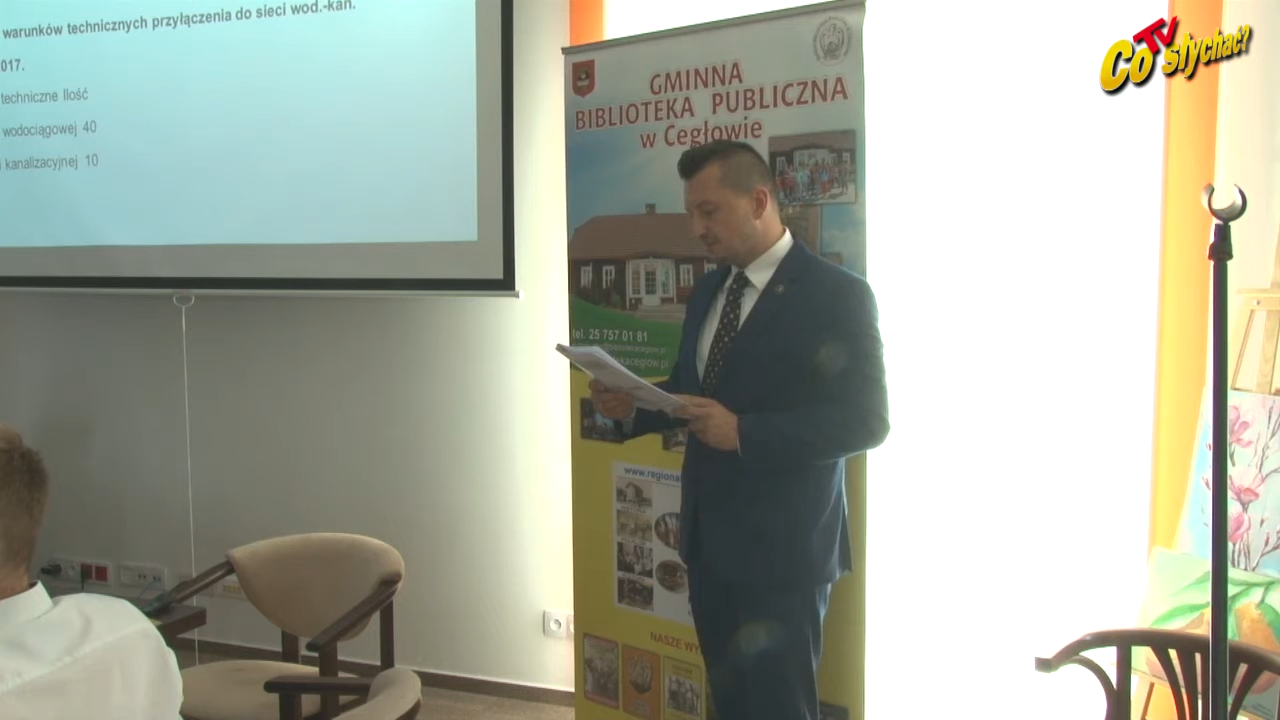 warunków technicznych przyłączenia do sieci wod.-kan.
017.
techniczne Ilość
wodociągowej 40
kanalizacyjnej 10
GMINNA
BIBLIOTEKA PUBLICZNA
w Cegłowie
tel. 25 757 01 81
www.regional
NASZE WY
Co TV słychać?